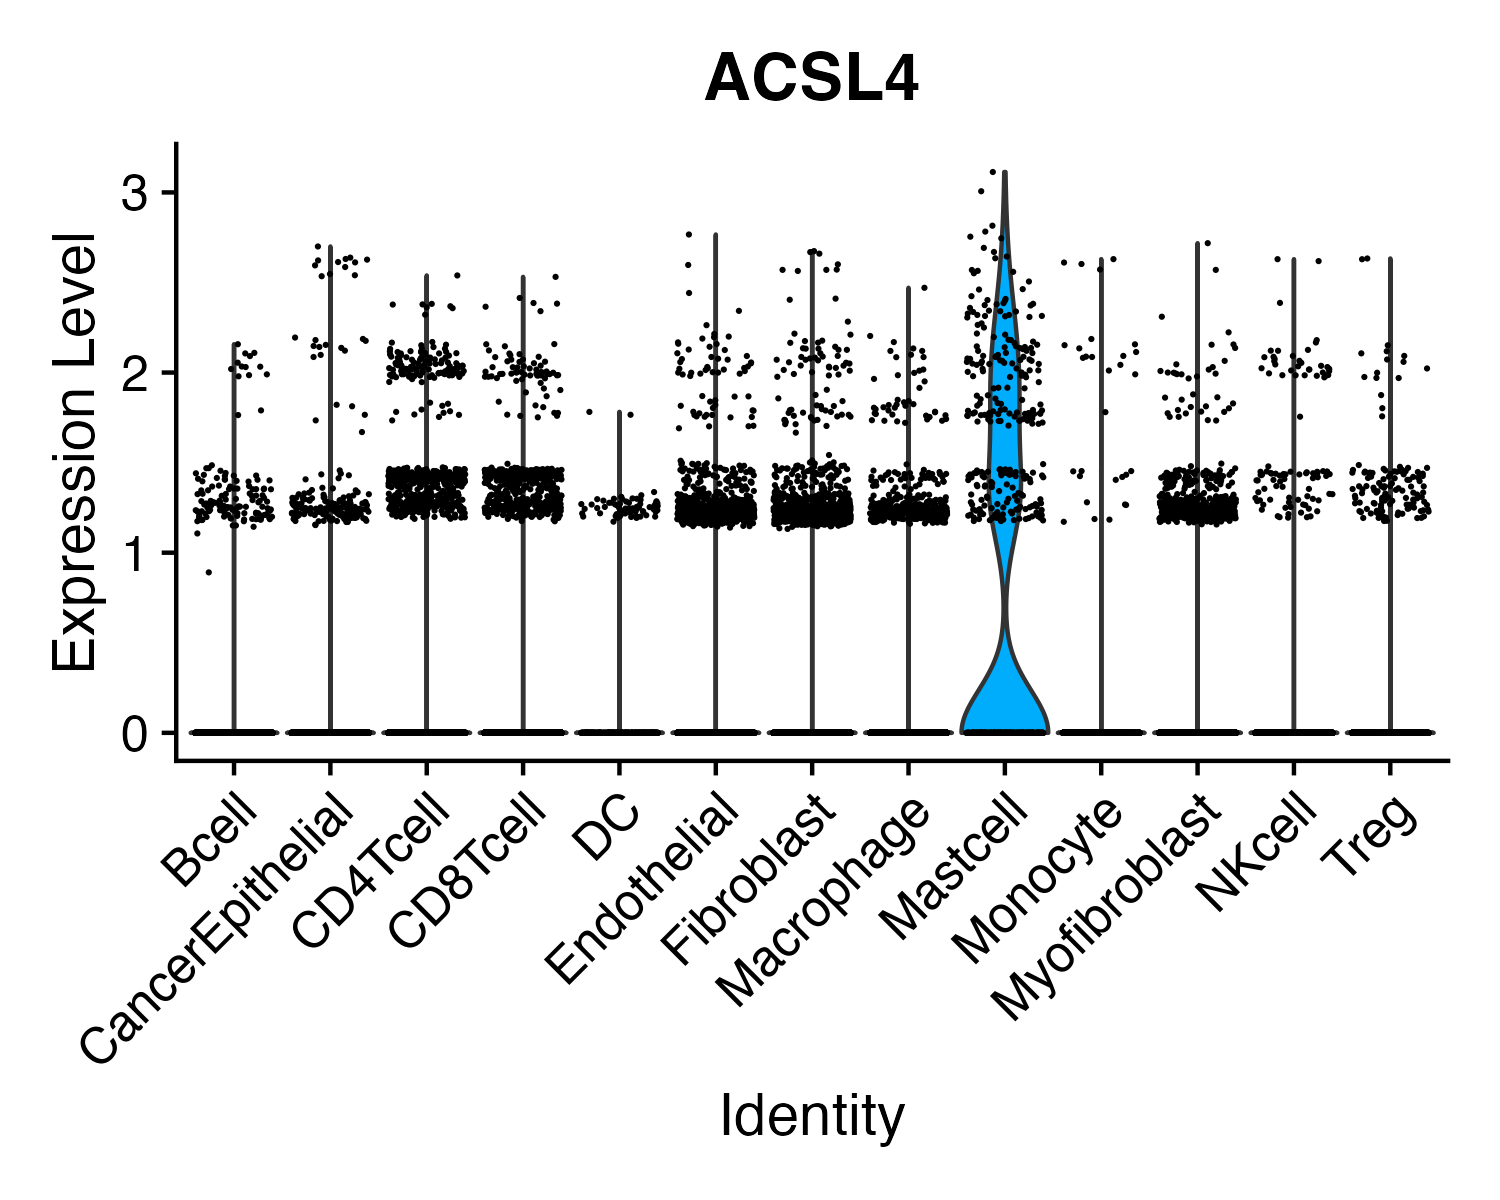 ACSL4
Expression Level
3
2
1
0
Bcell
CancerEpithelial
CD4Tcell
CD8Tcell
DC
Endothelial
Fibroblast
Macrophage
Mastcell
Monocyte
Myofibroblast
NKcell
Treg
Identity